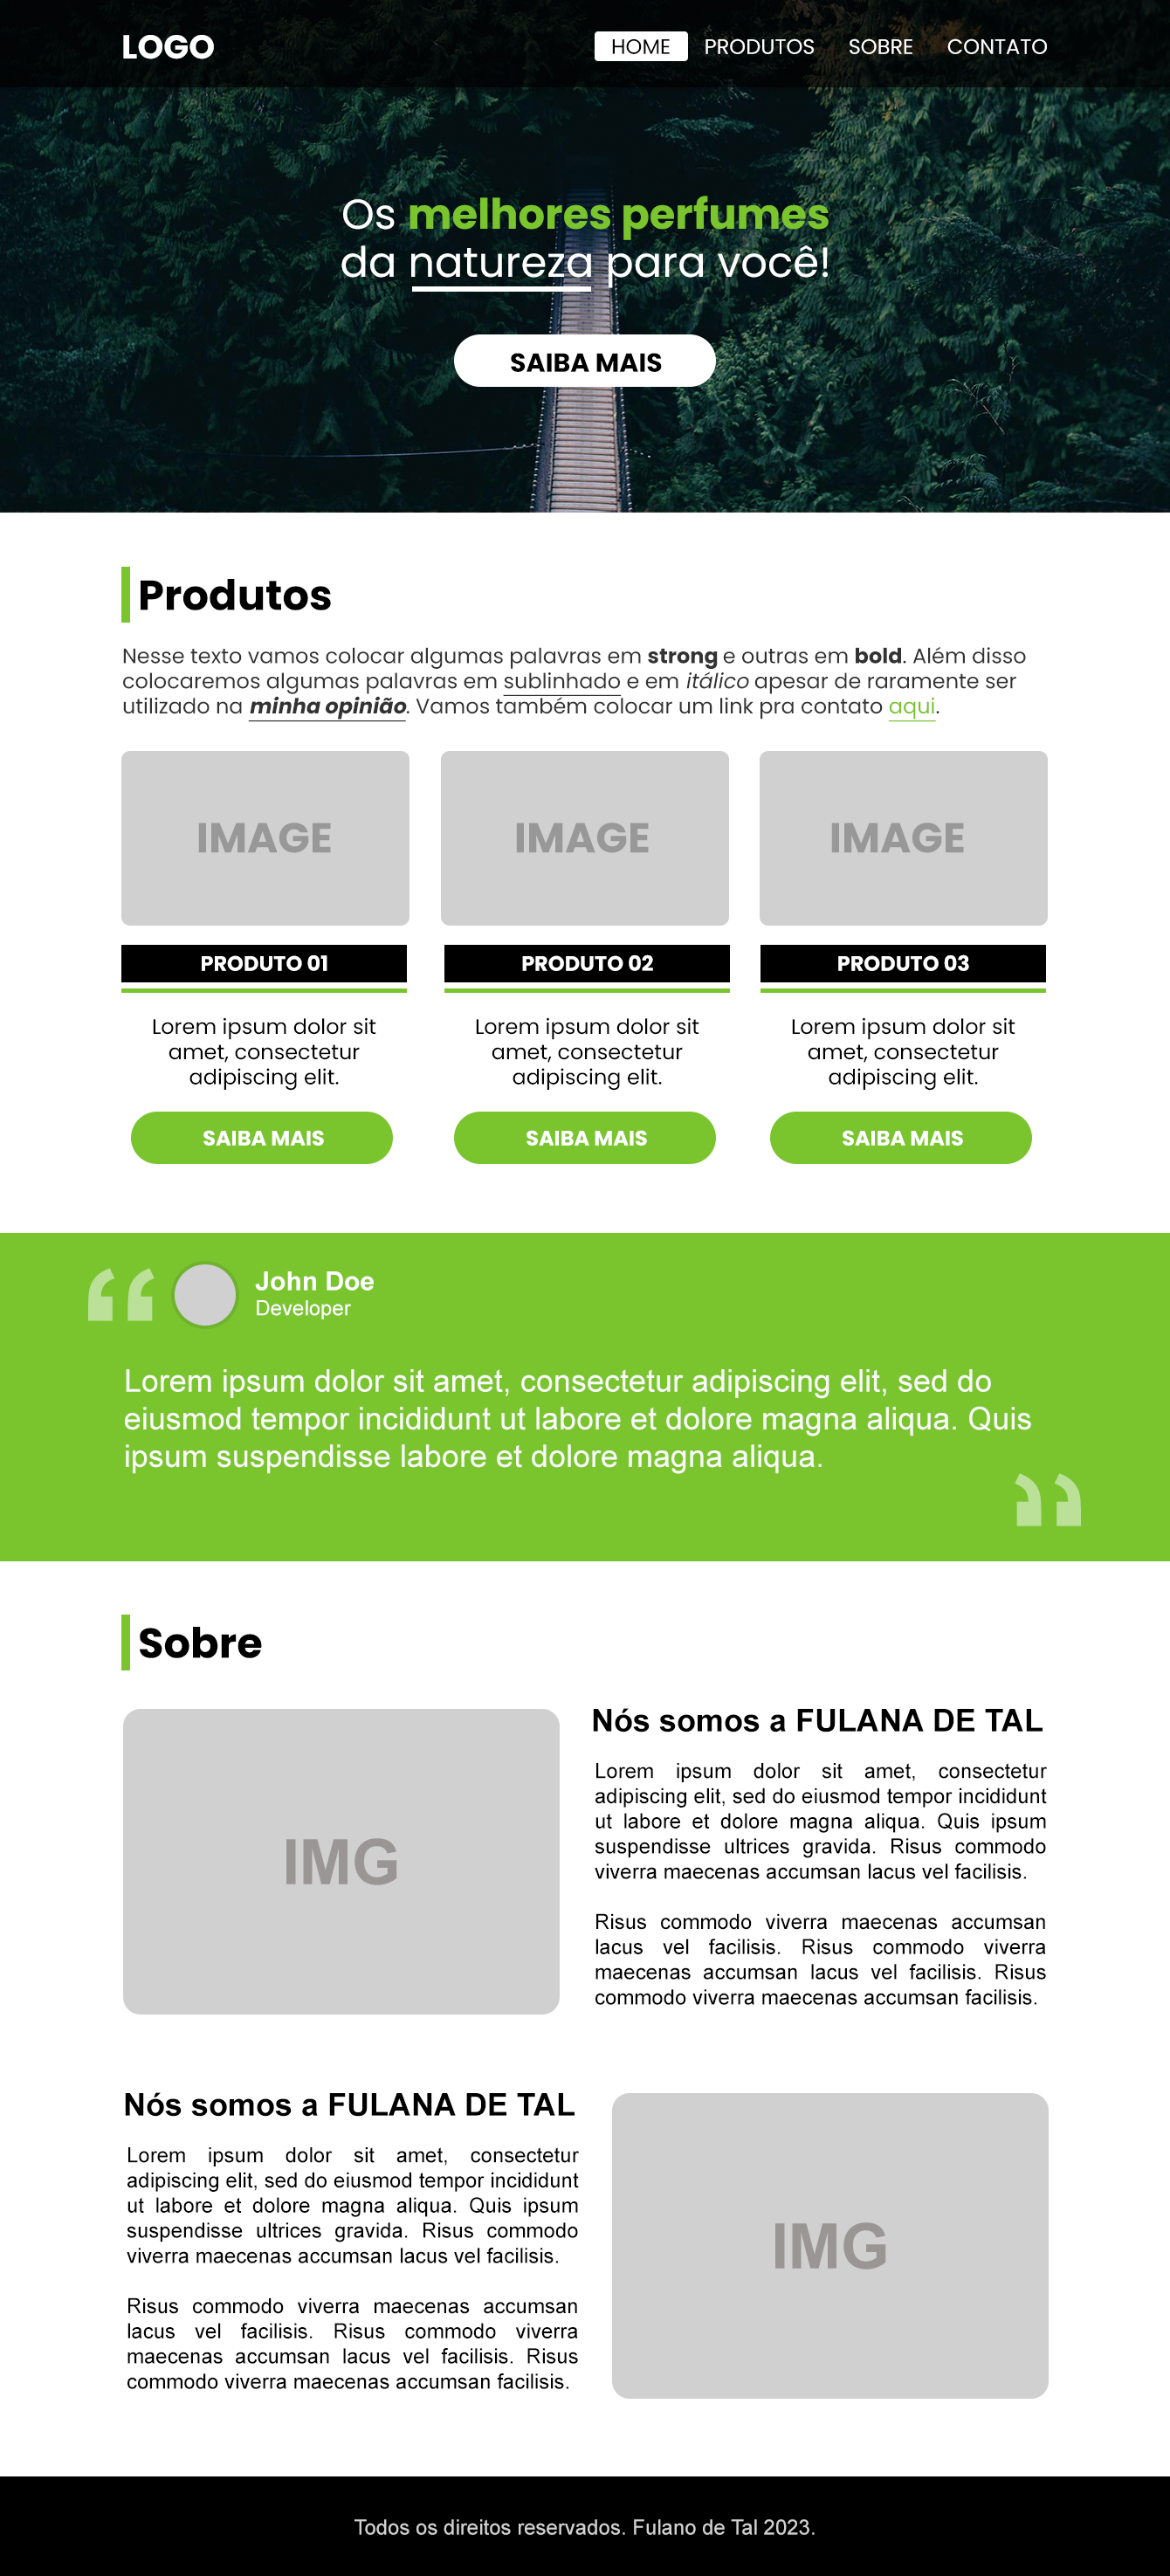 LOGO
HOME
PRODUTOS
SOBRE
CONTATO
Os melhores perfumes
da natureza para você!
SAIBA MAIS
Produtos
Nesse texto vamos colocar algumas palavras em strong e outras em bold. Além disso
colocaremos algumas palavras em sublinhado e em itálico apesar de raramente ser
utilizado na minha opinião. Vamos também colocar um link pra contato aqui.
IMAGE
IMAGE
IMAGE
PRODUTO 01
PRODUTO 02
PRODUTO 03
Lorem ipsum dolor sit
amet, consectetur
adipiscing elit.
Lorem ipsum dolor sit
amet, consectetur
adipiscing elit.
Lorem ipsum dolor sit
amet, consectetur
adipiscing elit.
SAIBA MAIS
SAIBA MAIS
SAIBA MAIS
“
John Doe
Developer
Lorem ipsum dolor sit amet, consectetur adipiscing elit, sed do
eiusmod tempor incididunt ut labore et dolore magna aliqua. Quis
ipsum suspendisse labore et dolore magna aliqua.
”
Sobre
IMG
Nós somos a FULANA DE TAL
Lorem ipsum dolor sit amet, consectetur
adipiscing elit, sed do eiusmod tempor incididunt
ut labore et dolore magna aliqua. Quis ipsum
suspendisse ultrices gravida. Risus commodo
viverra maecenas accumsan lacus vel facilisis.
Risus commodo viverra maecenas accumsan
lacus vel facilisis. Risus commodo viverra
maecenas accumsan lacus vel facilisis. Risus
commodo viverra maecenas accumsan facilisis.
Nós somos a FULANA DE TAL
Lorem ipsum dolor sit amet, consectetur
adipiscing elit, sed do eiusmod tempor incididunt
ut labore et dolore magna aliqua. Quis ipsum
suspendisse ultrices gravida. Risus commodo
viverra maecenas accumsan lacus vel facilisis.
Risus commodo viverra maecenas accumsan
lacus vel facilisis. Risus commodo viverra
maecenas accumsan lacus vel facilisis. Risus
commodo viverra maecenas accumsan facilisis.
IMG
Todos os direitos reservados. Fulano de Tal 2023.